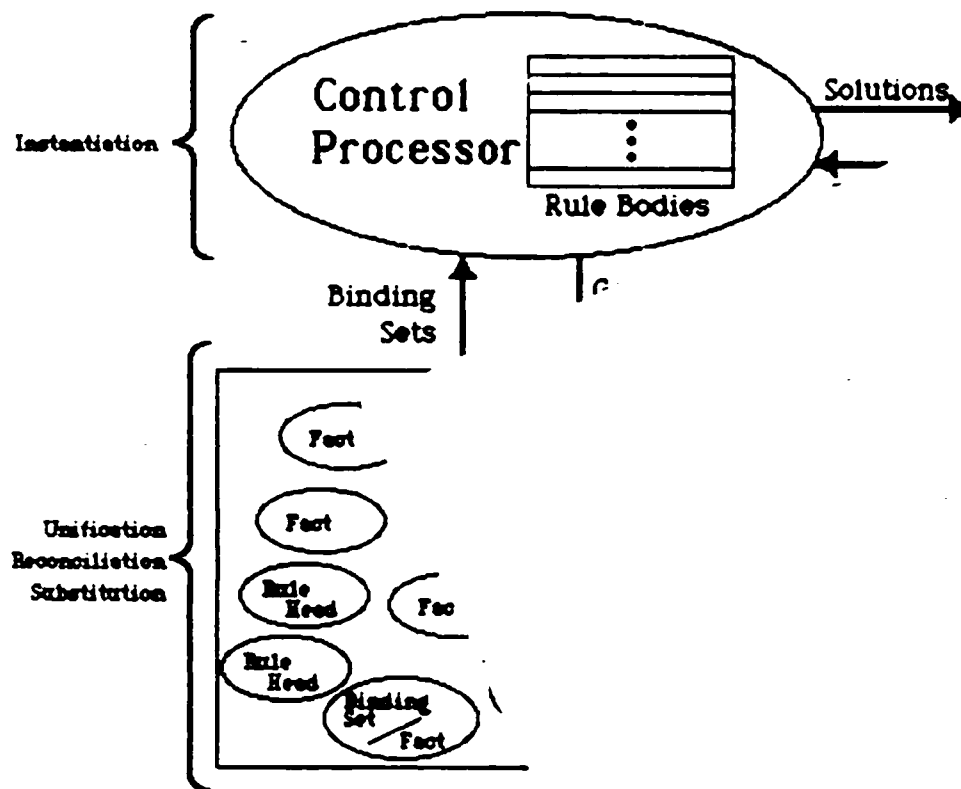 Control
Processor
Solutions
Instantiation
Rule Bodies
Binding
Sets
Fact
Fact
Unification
Reconciliation
Substitution
Rule
Head
Fac
Rule
Head
Binding
Set
Fact